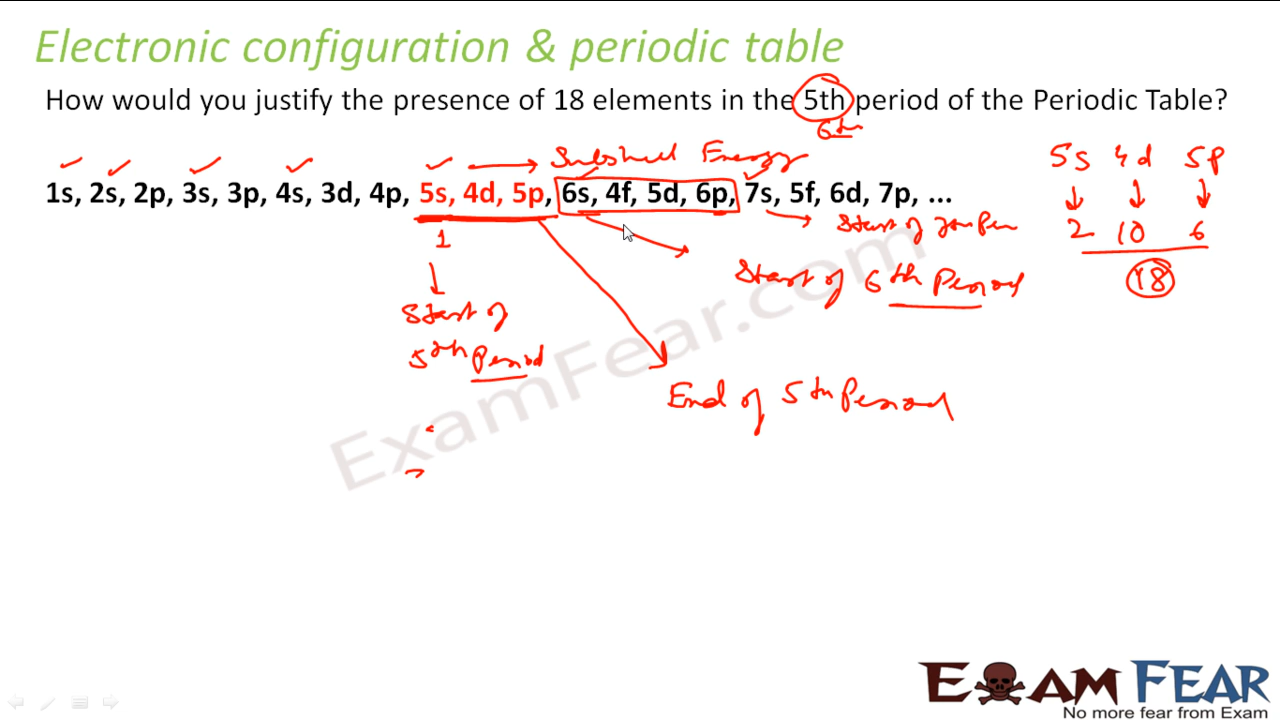 Electronic configuration & periodic table
How would you justify the presence of 18 elements in the 5th period of the Periodic Table?
6th
Subshell Energy
5s 4d 5p
1s, 2s, 2p, 3s, 3p, 4s, 3d, 4p, 5s, 4d, 5p, 6s, 4f, 5d, 6p, 7s, 5f, 6d, 7p, ...
2 10 6
18
Start of 7th Per
1
Start of 6th Period
Start of
5th Period
End of 5th Period
ExamFear.com
EXAM FEAR
No more fear from Exam